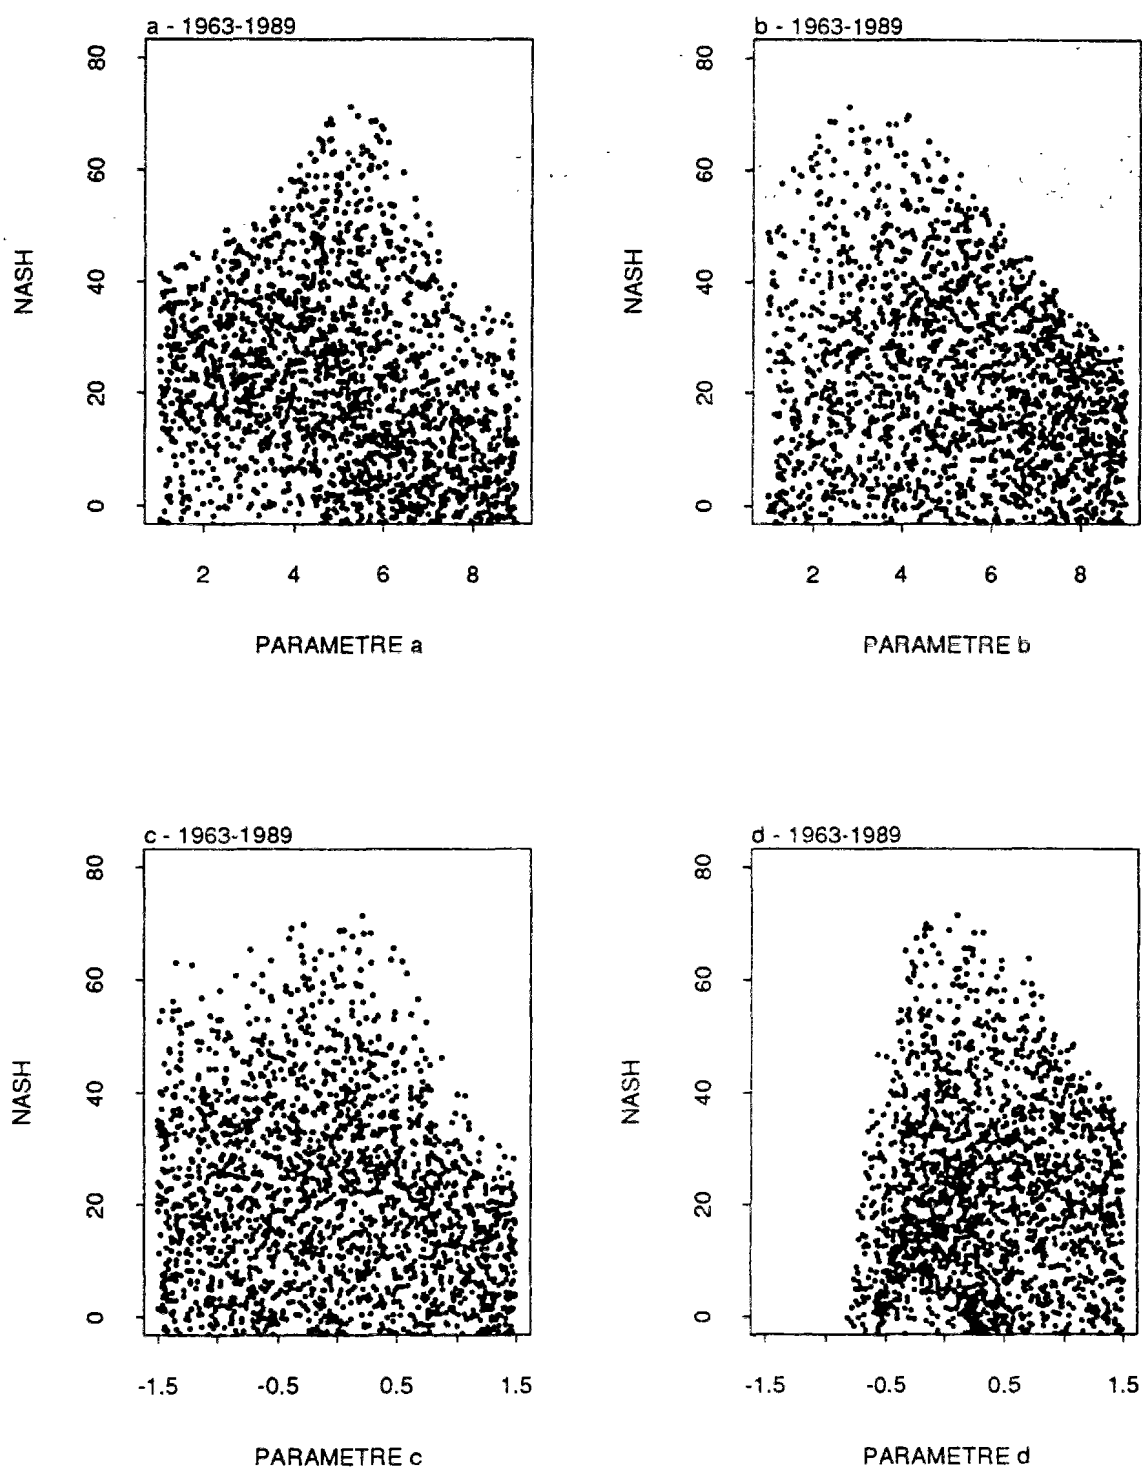 a - 1963-1989
80
60
40
20
0
NASH
2 4 6 8
PARAMETRE a
b - 1963-1989
80
60
40
20
0
NASH
2 4 6 8
PARAMETRE b
c - 1963-1989
80
60
40
20
0
NASH
-1.5 -0.5 0.5 1.5
PARAMETRE c
d - 1963-1989
80
60
40
20
0
NASH
-1.5 -0.5 0.5 1.5
PARAMETRE d